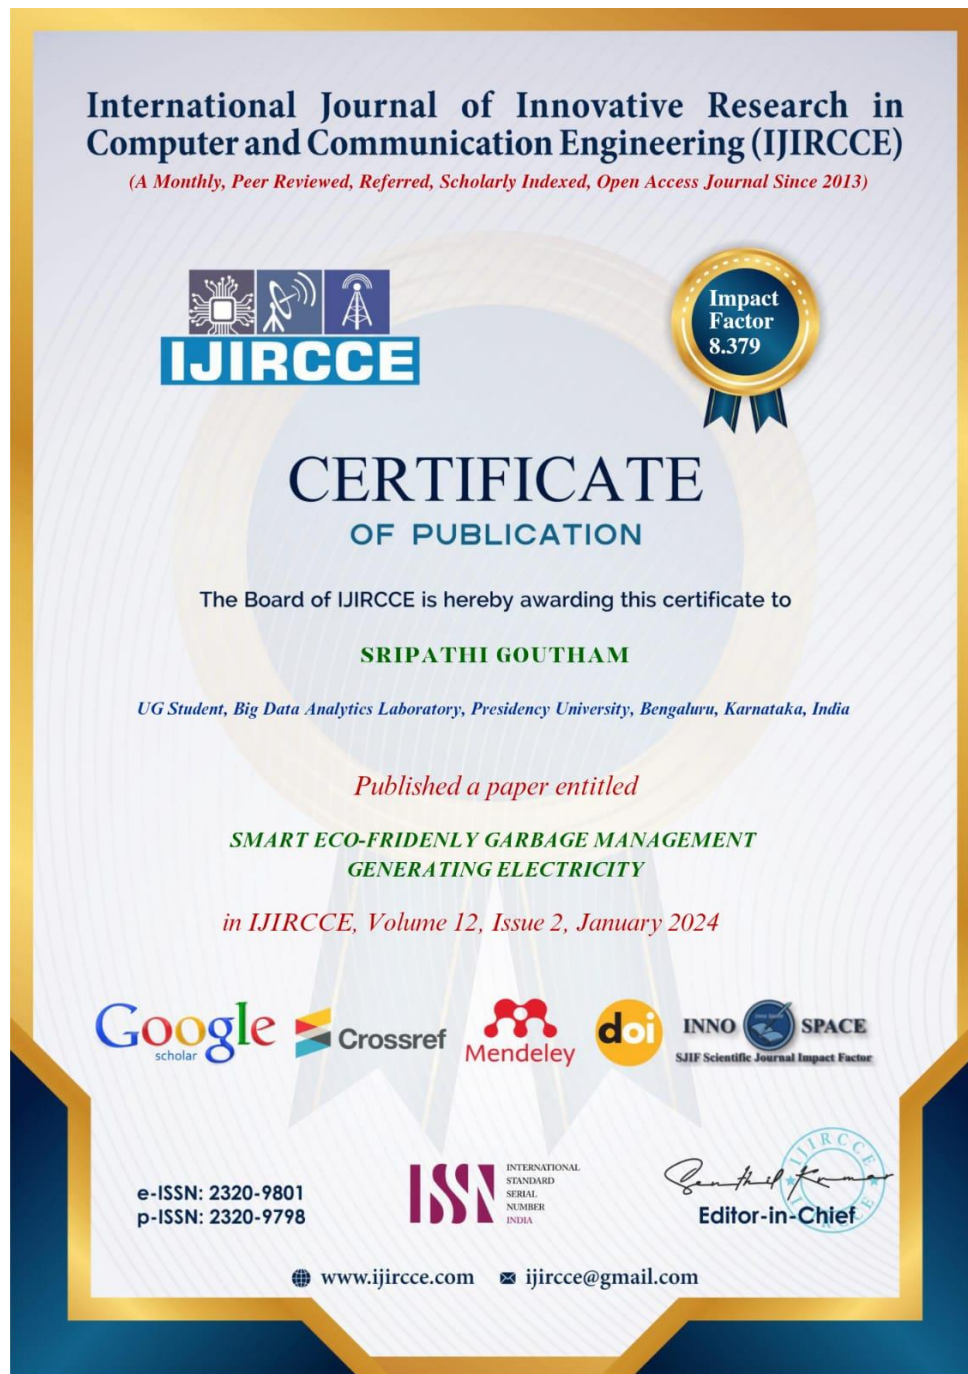 International Journal of Innovative Research in
Computer and Communication Engineering (IJIRCCE)
(A Monthly, Peer Reviewed, Referred, Scholarly Indexed, Open Access Journal Since 2013)
IJIRCCE
Impact
Factor
8.379
CERTIFICATE
OF PUBLICATION
The Board of IJIRCCE is hereby awarding this certificate to
SRIPATHI GOUTHAM
UG Student, Big Data Analytics Laboratory, Presidency University, Bengaluru, Karnataka, India
Published a paper entitled
SMART ECO-FRIDENLY GARBAGE MANAGEMENT
GENERATING ELECTRICITY
in IJIRCCE, Volume 12, Issue 2, January 2024
Google
scholar
Crossref
Mendeley
doi
INNO SPACE
SJIF Scientific Journal Impact Factor
e-ISSN: 2320-9801
p-ISSN: 2320-9798
ISSN
INTERNATIONAL
STANDARD
SERIAL
NUMBER
INDIA
IJIRCCE
Senthil Kumar
Editor-in-Chief
IJIRCCE
www.ijircce.com ijircce@gmail.com